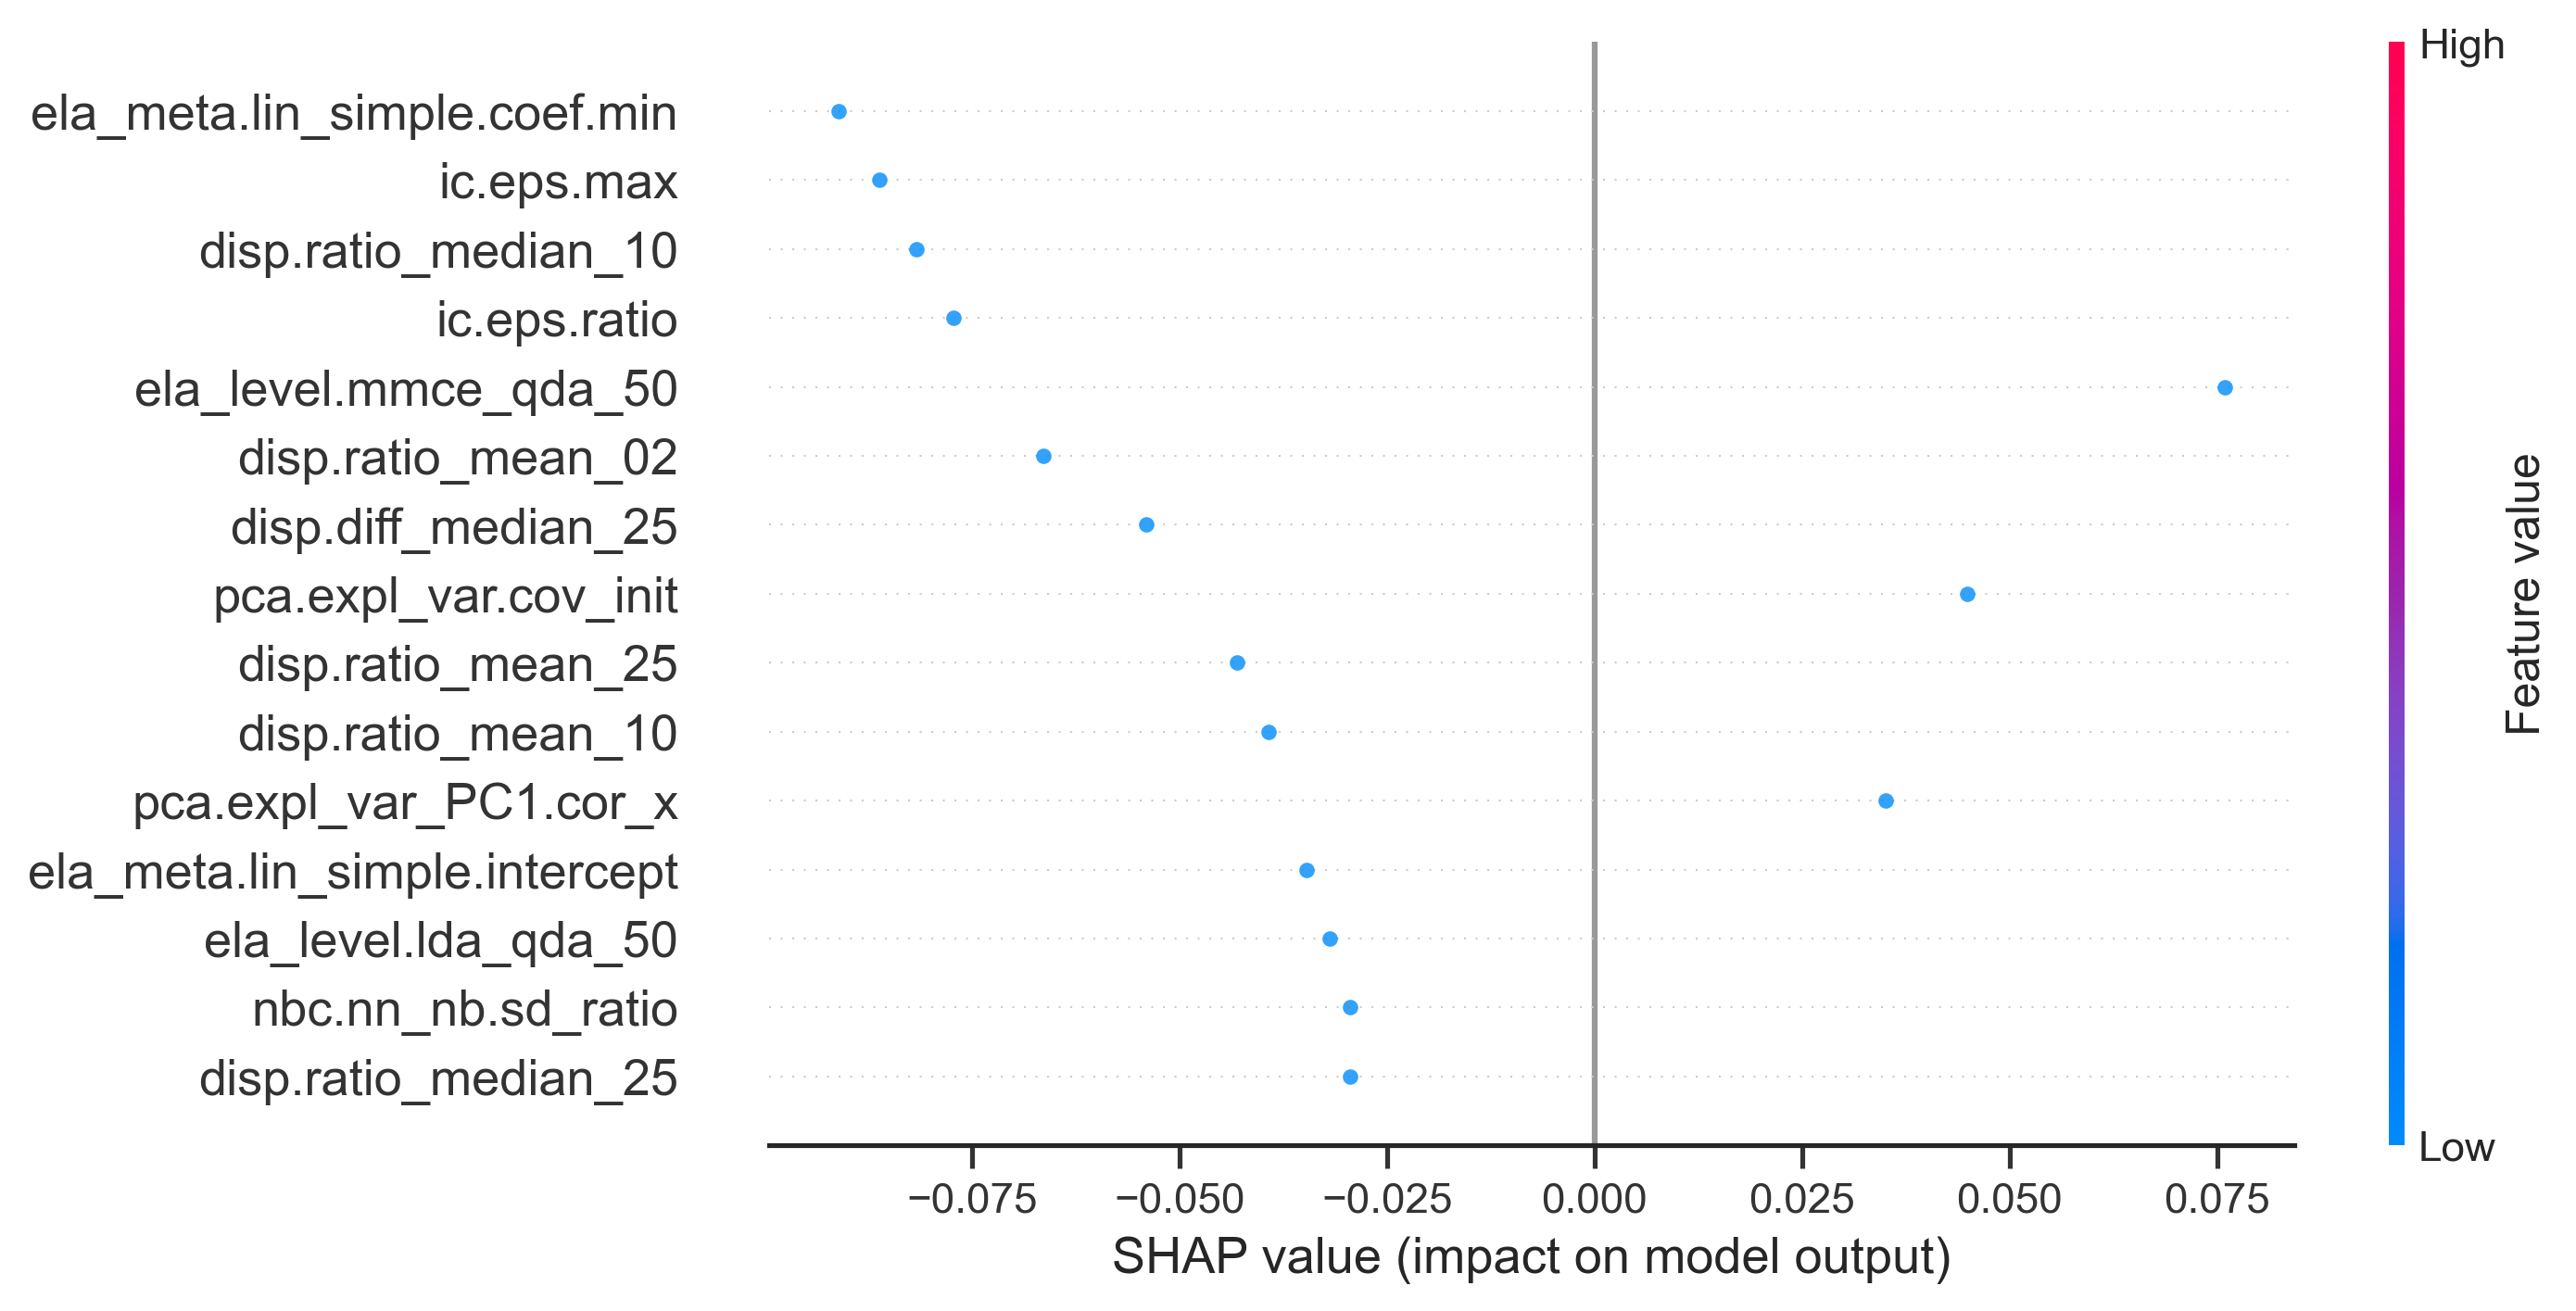 High
ela_meta.lin_simple.coef.min
ic.eps.max
disp.ratio_median_10
ic.eps.ratio
ela_level.mmce_qda_50
disp.ratio_mean_02
disp.diff_median_25
pca.expl_var.cov_init
disp.ratio_mean_25
disp.ratio_mean_10
pca.expl_var_PC1.cor_x
ela_meta.lin_simple.intercept
ela_level.lda_qda_50
nbc.nn_nb.sd_ratio
disp.ratio_median_25
Feature value
Low
−0.075 −0.050 −0.025 0.000 0.025 0.050 0.075
SHAP value (impact on model output)